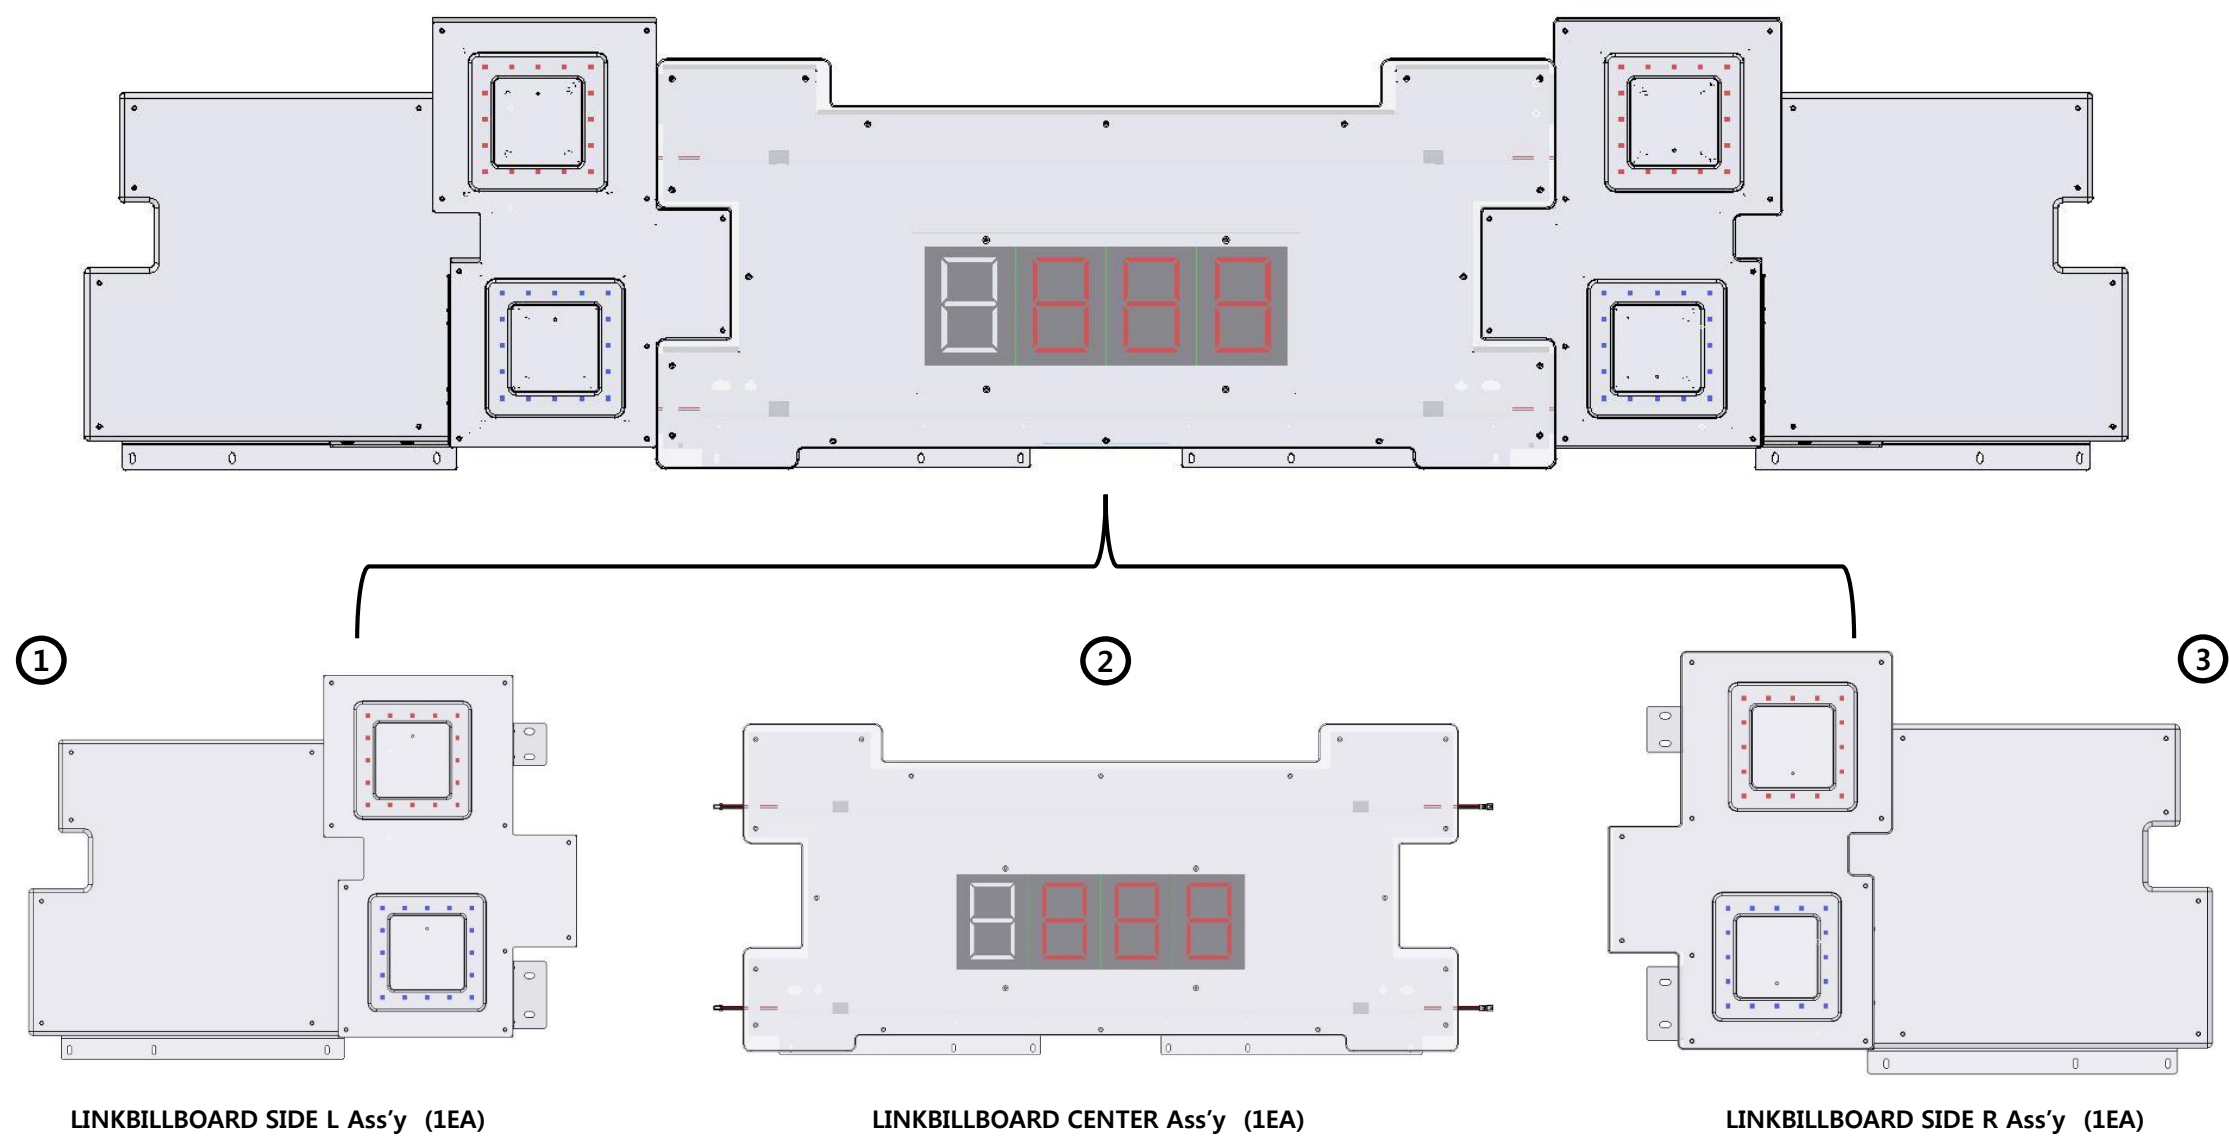 1
2
3
LINKBILLBOARD SIDE L Ass’y (1EA)
LINKBILLBOARD CENTER Ass’y (1EA)
LINKBILLBOARD SIDE R Ass’y (1EA)